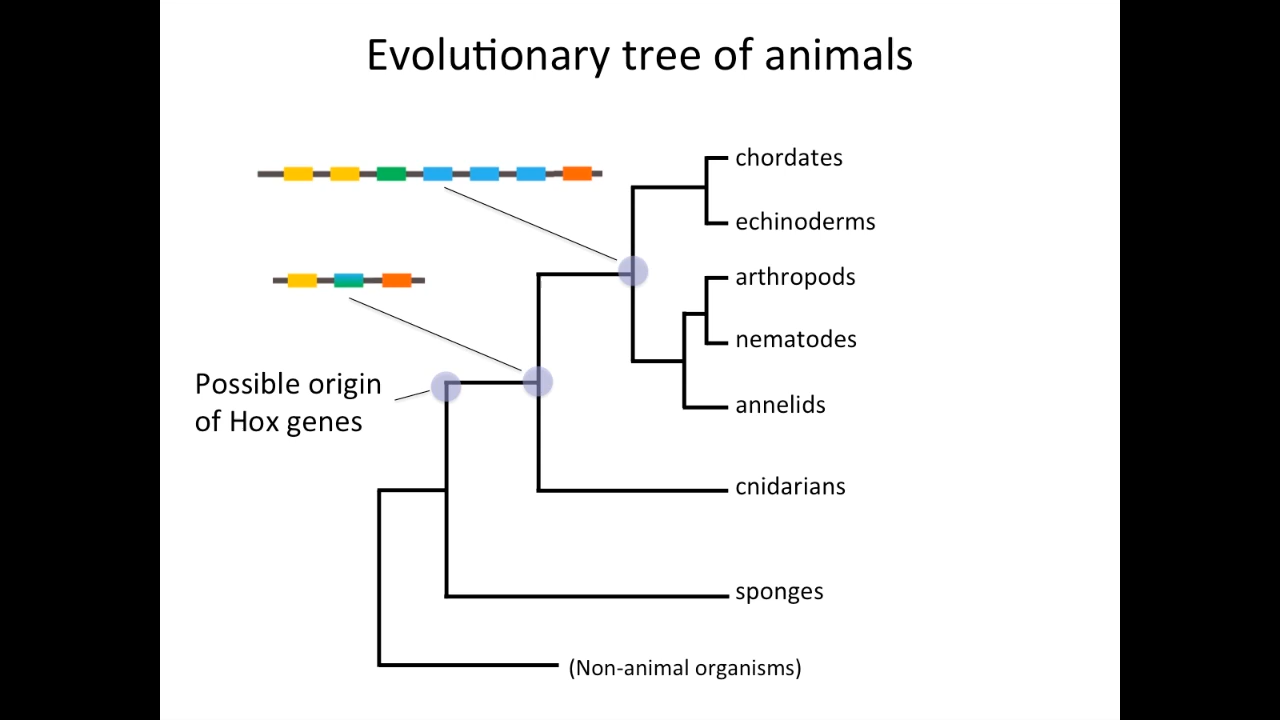 Evolutionary tree of animals
chordates
echinoderms
arthropods
nematodes
Possible origin
of Hox genes
annelids
cnidarians
sponges
(Non-animal organisms)